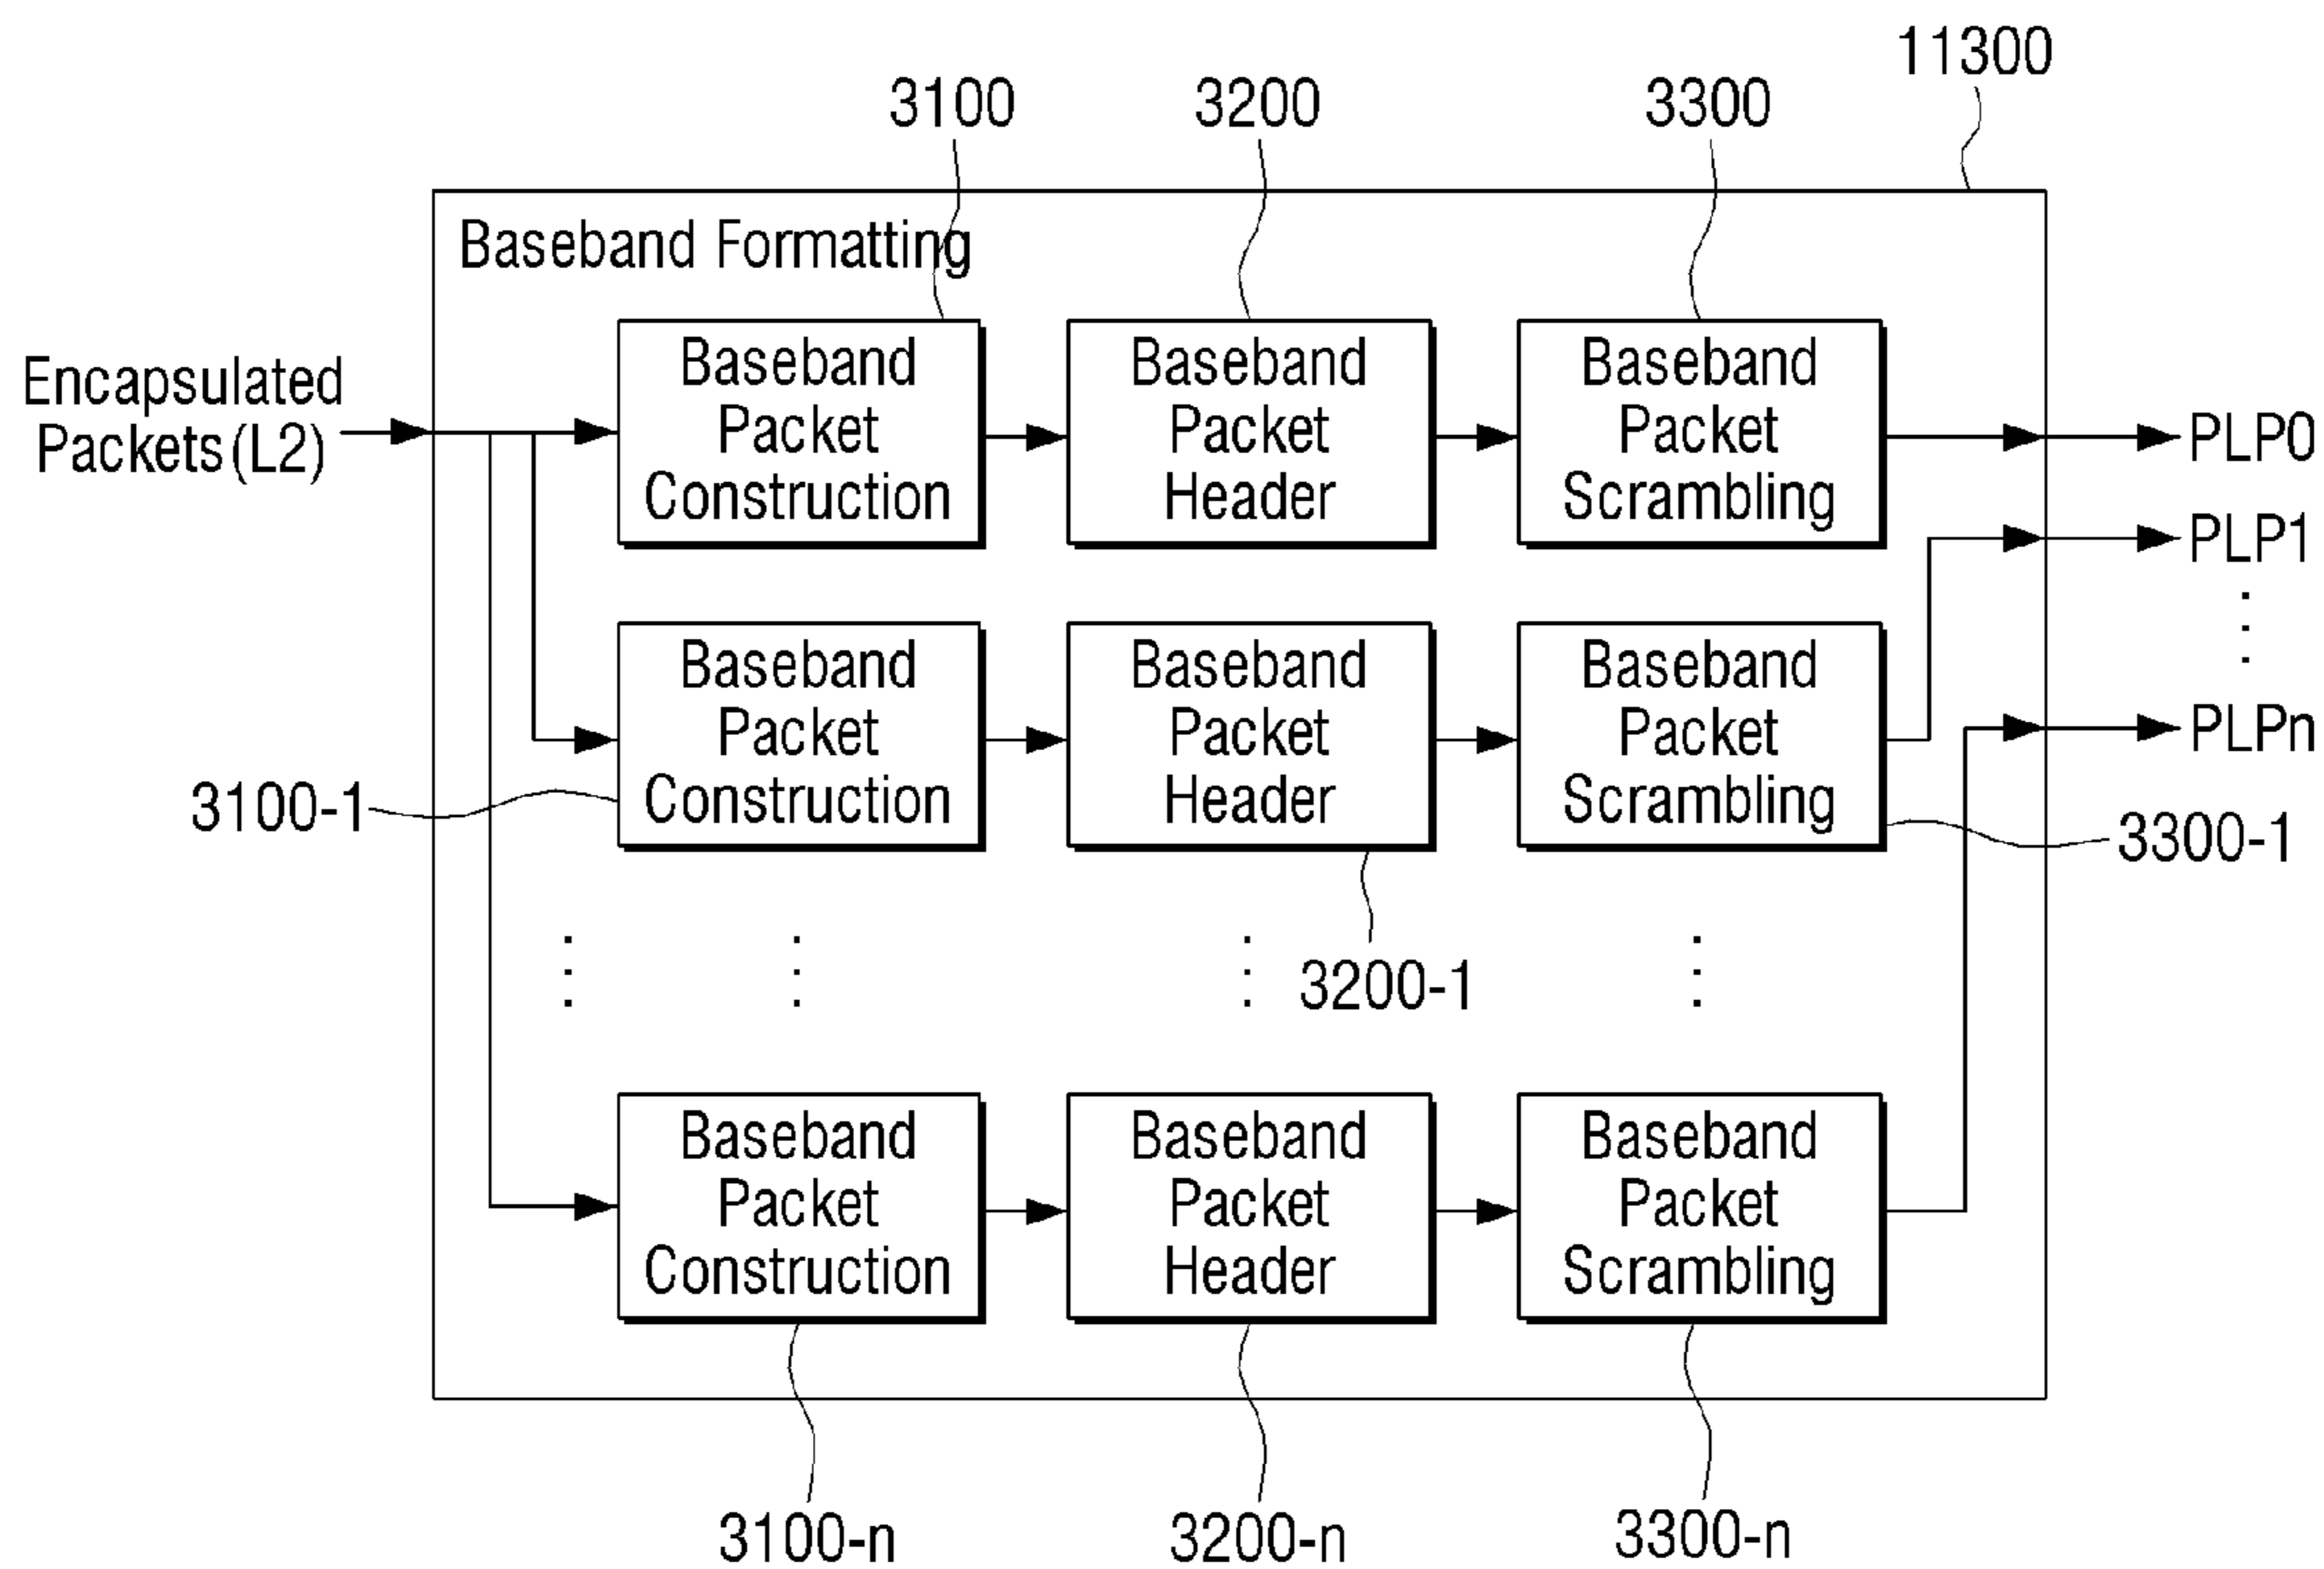 11300
3100
3200
3300
Baseband Formatting
Encapsulated
Packets(L2)
Baseband
Packet
Construction
Baseband
Packet
Header
Baseband
Packet
Scrambling
PLP0
PLP1
PLPn
Baseband
Packet
Construction
Baseband
Packet
Header
Baseband
Packet
Scrambling
3100-1
3300-1
3200-1
Baseband
Packet
Construction
Baseband
Packet
Header
Baseband
Packet
Scrambling
3100-n
3200-n
3300-n